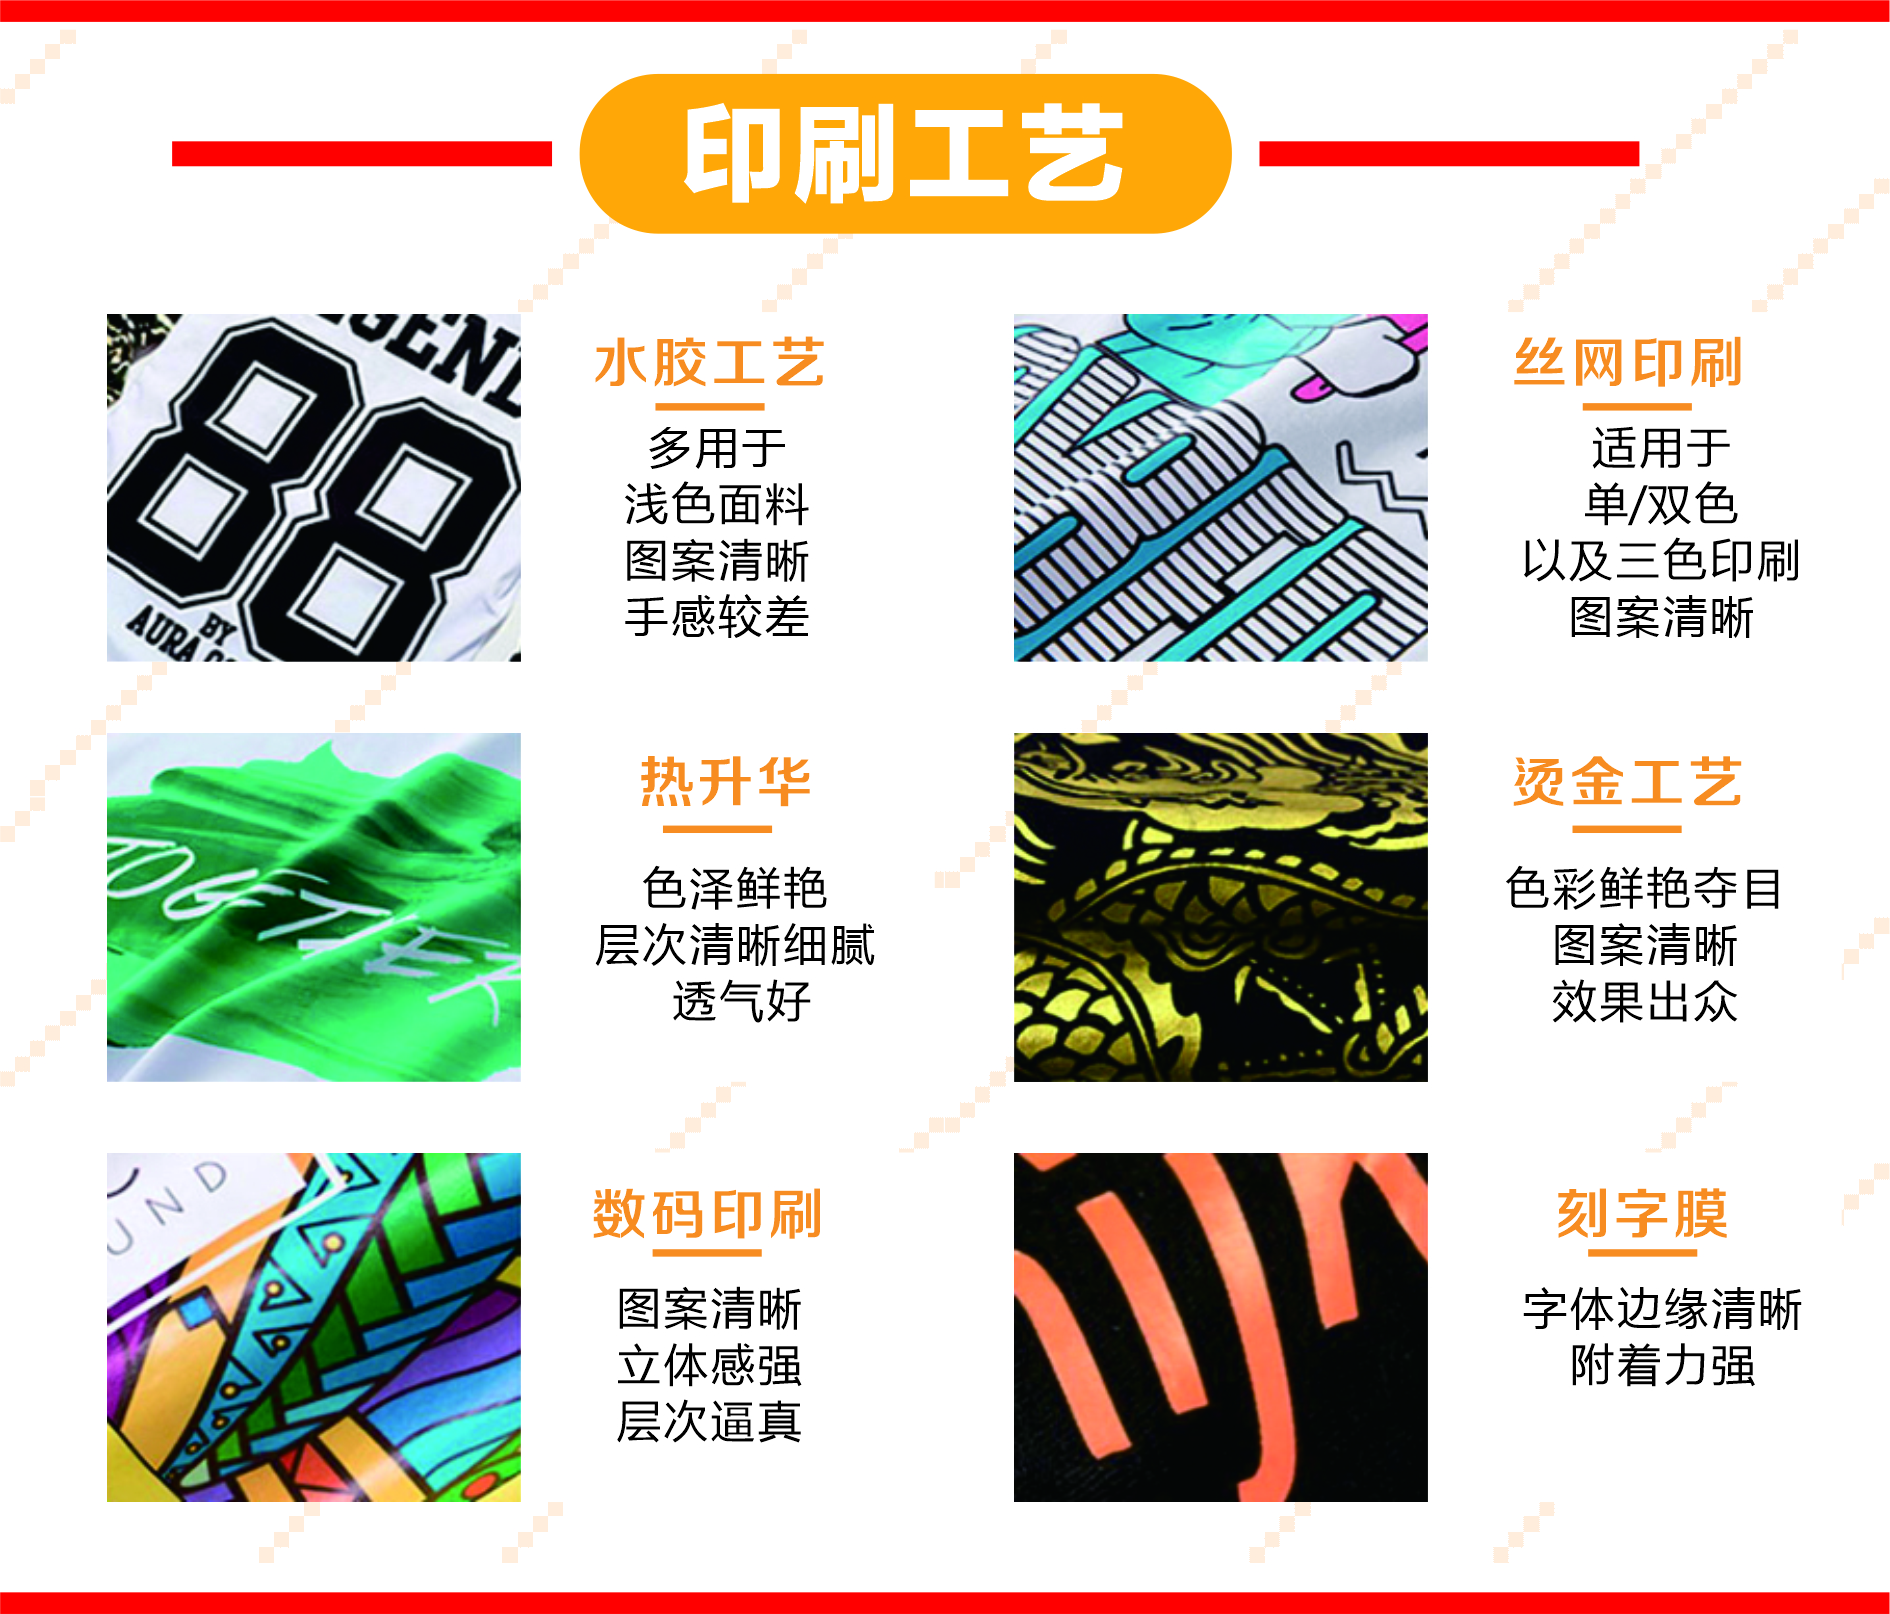 印刷工艺
水胶工艺
多用于
浅色面料
图案清晰
手感较差
丝网印刷
适用于
单/双色
以及三色印刷
图案清晰
88
BY
AURA
热升华
色泽鲜艳
层次清晰细腻
透气好
TOGETHER
烫金工艺
色彩鲜艳夺目
图案清晰
效果出众
数码印刷
图案清晰
立体感强
层次逼真
UND
刻字膜
字体边缘清晰
附着力强